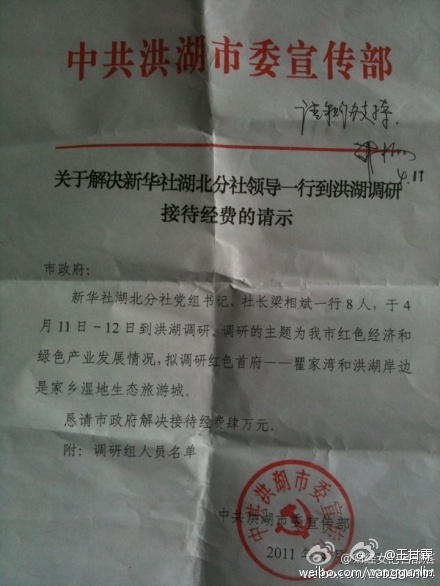 中共洪湖市委宣传部
4.11
关于解决新华社湖北分社领导一行到洪湖调研
接待经费的请示
市政府：
新华社湖北分社党组书记、社长梁相斌一行8人，于4
月11日－12日到洪湖调研、调研的主题为我市红色经济和
绿色产业发展情况，拟调研红色首府——瞿家湾和洪湖岸边
是家乡湿地生态旅游城。
恳请市政府解决接待经费肆万元。
附：调研组人员名单
中共洪湖市委宣传部
中共洪湖市委宣传部
2011年
@王甘霖
weibo.com/wangganlin